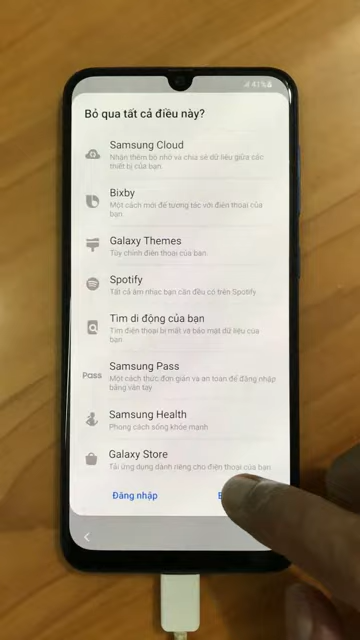 41%
Bỏ qua tất cả điều này?
Samsung Cloud
Nhận thêm bộ nhớ và chia sẻ dữ liệu giữa các
thiết bị của bạn.
Bixby
Một cách mới để tương tác với điện thoại của
bạn.
Galaxy Themes
Tùy chỉnh điện thoại của bạn.
Spotify
Tất cả âm nhạc bạn cần đều có trên Spotify
Tìm di động của bạn
Tìm điện thoại bị mất và bảo mật dữ liệu của
bạn.
Pass
Samsung Pass
Một cách thức đơn giản và an toàn để đăng nhập
bằng vân tay
Samsung Health
Phong cách sống khỏe mạnh
Galaxy Store
Tải ứng dụng dành riêng cho điện thoại của bạn.
Đăng nhập